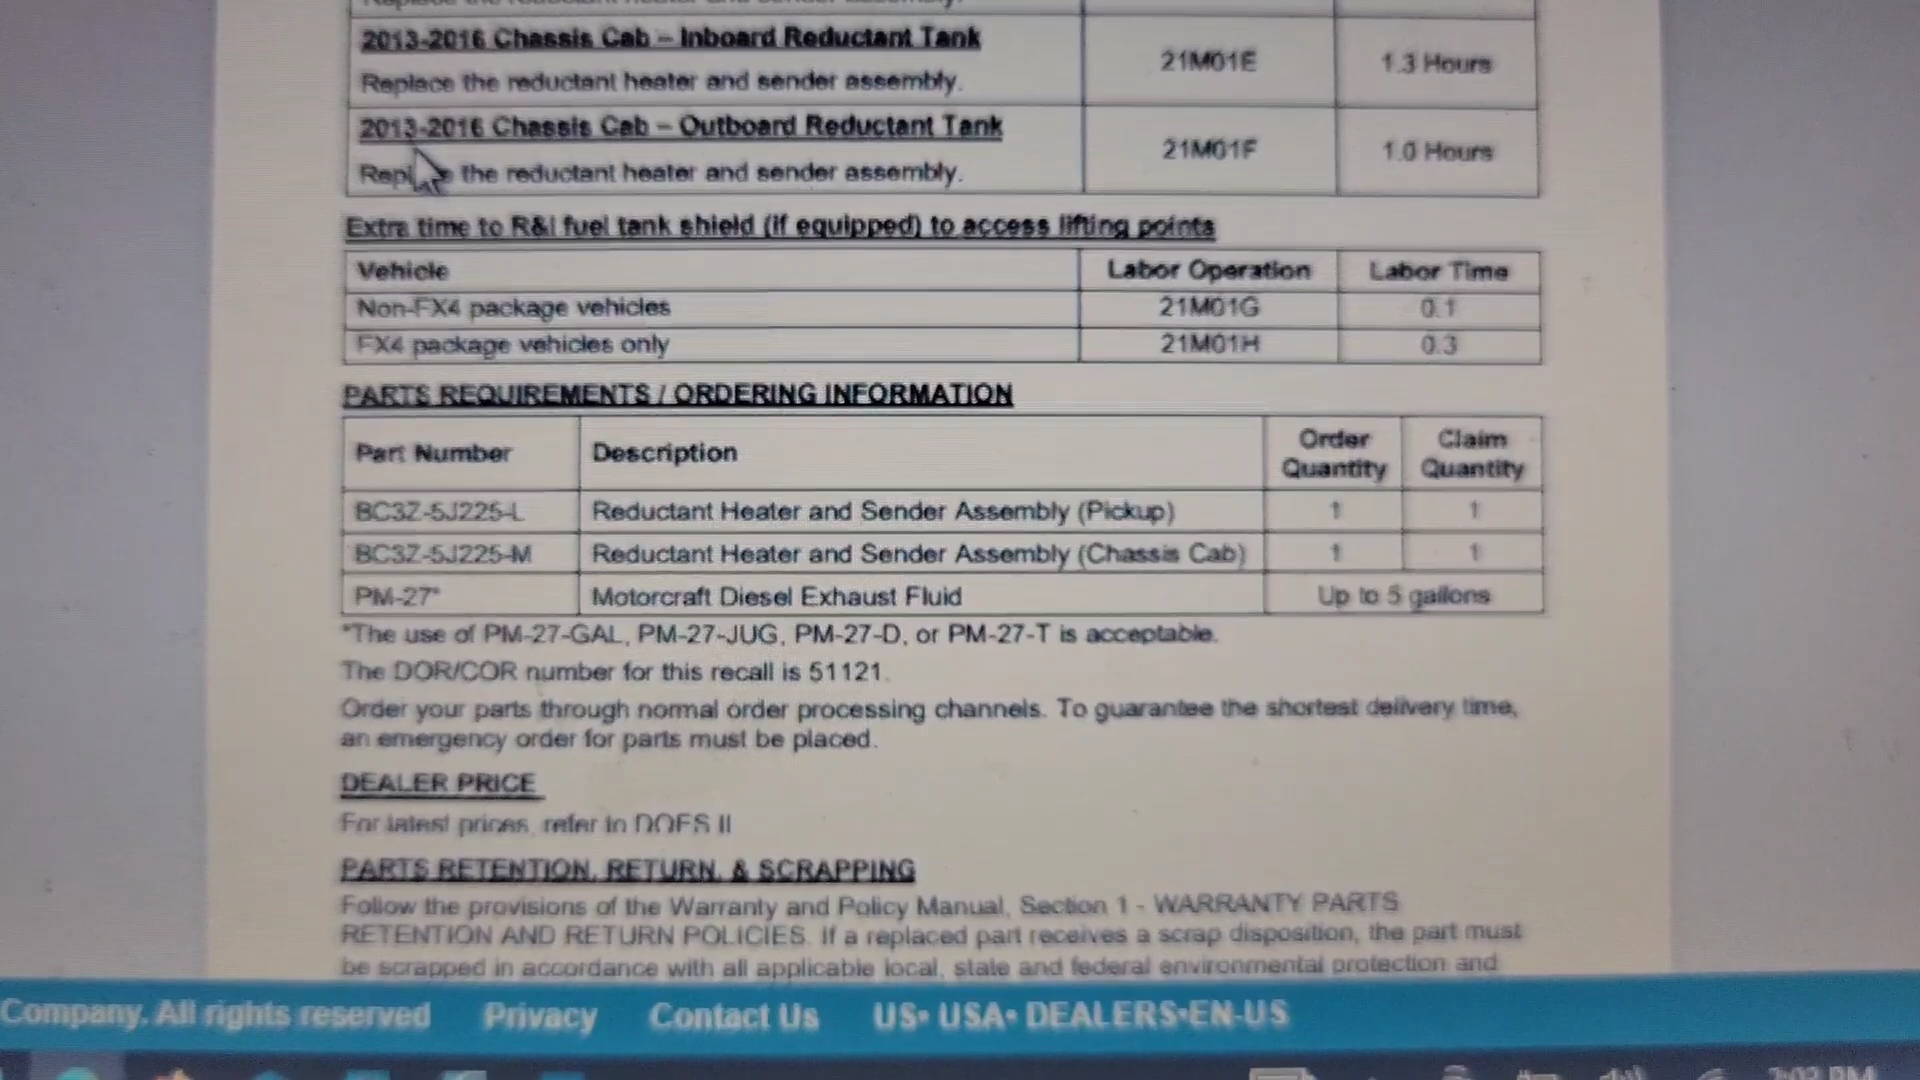 2013-2016 Chassis Cab – Inboard Reductant Tank
Replace the reductant heater and sender assembly.
21M01E
1.3 Hours
2013-2016 Chassis Cab – Outboard Reductant Tank
the reductant heater and sender assembly.
21M01F
1.0 Hours
Extra time to R&I fuel tank shield (if equipped) to access lifting points
Vehicle Labor Operation Labor Time
Non-FX4 package vehicles 21M01G 0.1
FX4 package vehicles only 21M01H 0.3
PARTS REQUIREMENTS / ORDERING INFORMATION
Part Number Description Order Quantity Claim Quantity
BC3Z-5J225-L Reductant Heater and Sender Assembly (Pickup) 1 1
BC3Z-5J225-M Reductant Heater and Sender Assembly (Chassis Cab) 1 1
PM-27* Motorcraft Diesel Exhaust Fluid Up to 5 gallons
*The use of PM-27-GAL, PM-27-JUG, PM-27-D, or PM-27-T is acceptable.
The DOR/COR number for this recall is 51121.
Order your parts through normal order processing channels. To guarantee the shortest delivery time,
an emergency order for parts must be placed.
DEALER PRICE
For latest prices, refer to DOES II
PARTS RETENTION, RETURN, & SCRAPPING
Follow the provisions of the Warranty and Policy Manual, Section 1 - WARRANTY PARTS
RETENTION AND RETURN POLICIES. If a replaced part receives a scrap disposition, the part must
be scrapped in accordance with all applicable local, state and federal environmental protection and
Company. All rights reserved Privacy Contact Us US• USA• DEALERS•EN-US